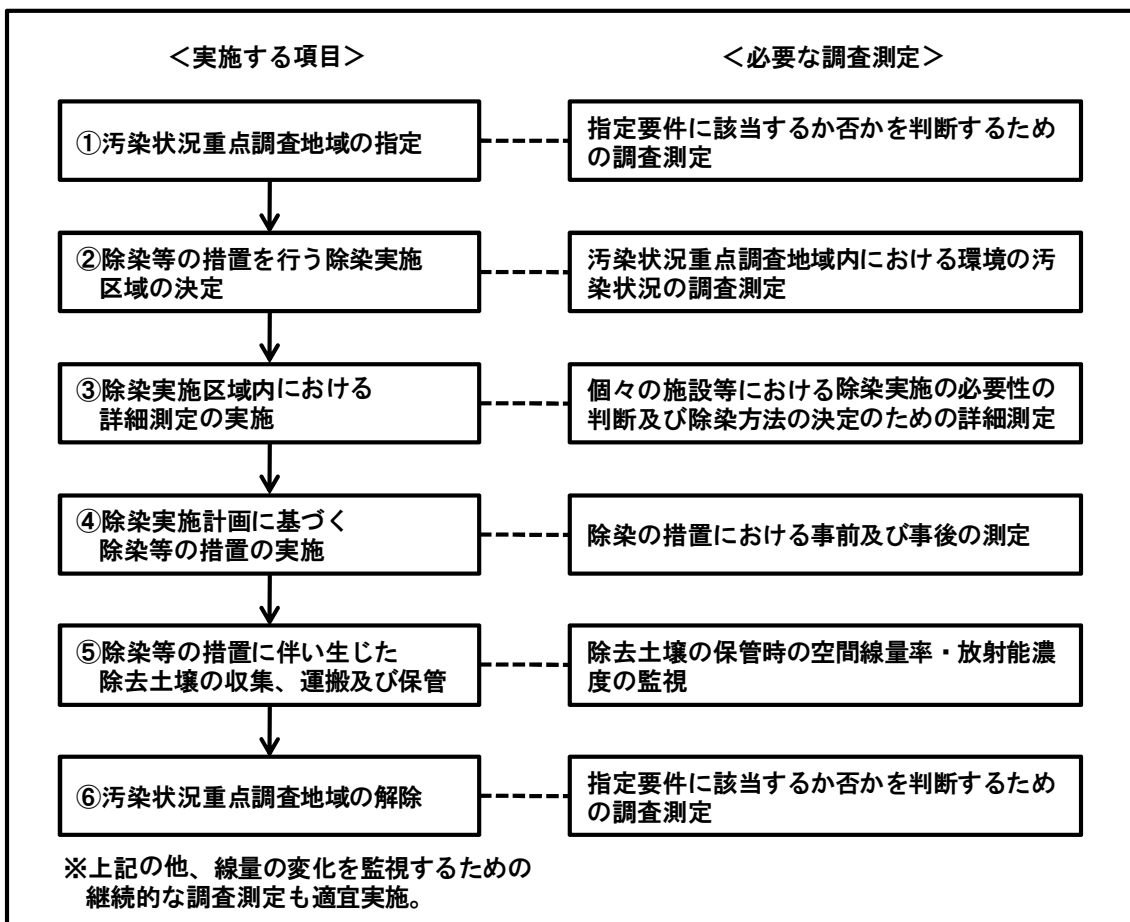 ＜実施する項目＞
＜必要な調査測定＞
①汚染状況重点調査地域の指定
指定要件に該当するか否かを判断するため
の調査測定
②除染等の措置を行う除染実施
区域の決定
汚染状況重点調査地域内における環境の汚
染状況の調査測定
③除染実施区域内における
詳細測定の実施
個々の施設等における除染実施の必要性の
判断及び除染方法の決定のための詳細測定
④除染実施計画に基づく
除染等の措置の実施
除染の措置における事前及び事後の測定
⑤除染等の措置に伴い生じた
除去土壌の収集、運搬及び保管
除去土壌の保管時の空間線量率・放射能濃
度の監視
⑥汚染状況重点調査地域の解除
指定要件に該当するか否かを判断するため
の調査測定
※上記の他、線量の変化を監視するための
継続的な調査測定も適宜実施。